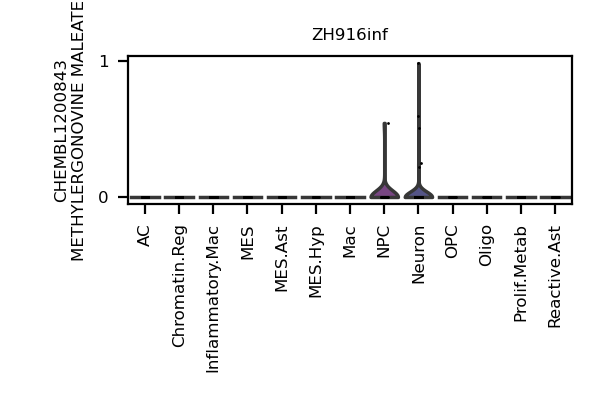 ZH916inf
CHEMBL1200843
METHYLERGONOVINE MALEATE
1
0
AC
Chromatin.Reg
Inflammatory.Mac
MES
MES.Ast
MES.Hyp
Mac
NPC
Neuron
OPC
Oligo
Prolif.Metab
Reactive.Ast